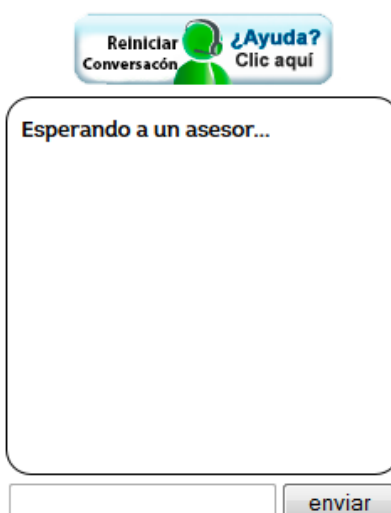 Reiniciar
Conversacón
¿Ayuda?
Clic aquí
Esperando a un asesor...
enviar